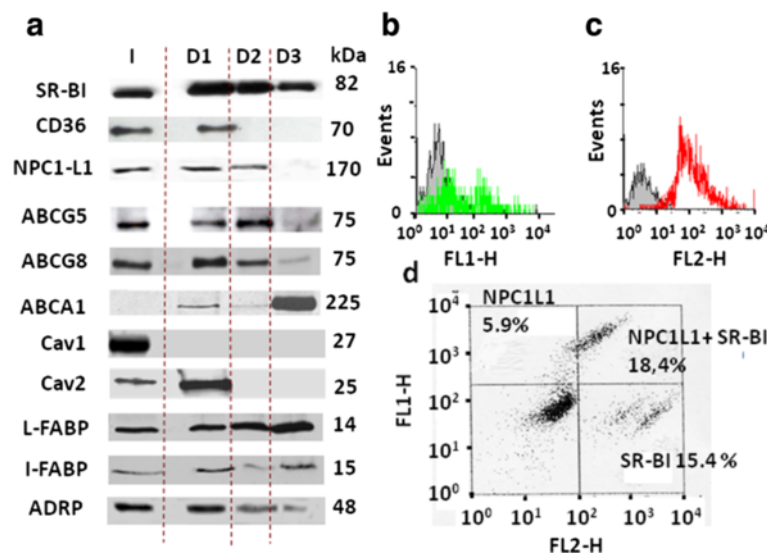 a
I D1 D2 D3 kDa
SR-BI 82
CD36 70
NPC1-L1 170
ABCG5 75
ABCG8 75
ABCA1 225
Cav1 27
Cav2 25
L-FABP 14
I-FABP 15
ADRP 48
b
16
Events
0
10⁰ 10¹ 10² 10³ 10⁴
FL1-H
c
16
Events
0
10⁰ 10¹ 10² 10³ 10⁴
FL2-H
d
NPC1L1
5.9%
NPC1L1+ SR-BI
18,4%
SR-BI 15.4 %
10⁴
10³
10²
10¹
10⁰
FL1-H
10⁰ 10¹ 10² 10³ 10⁴
FL2-H